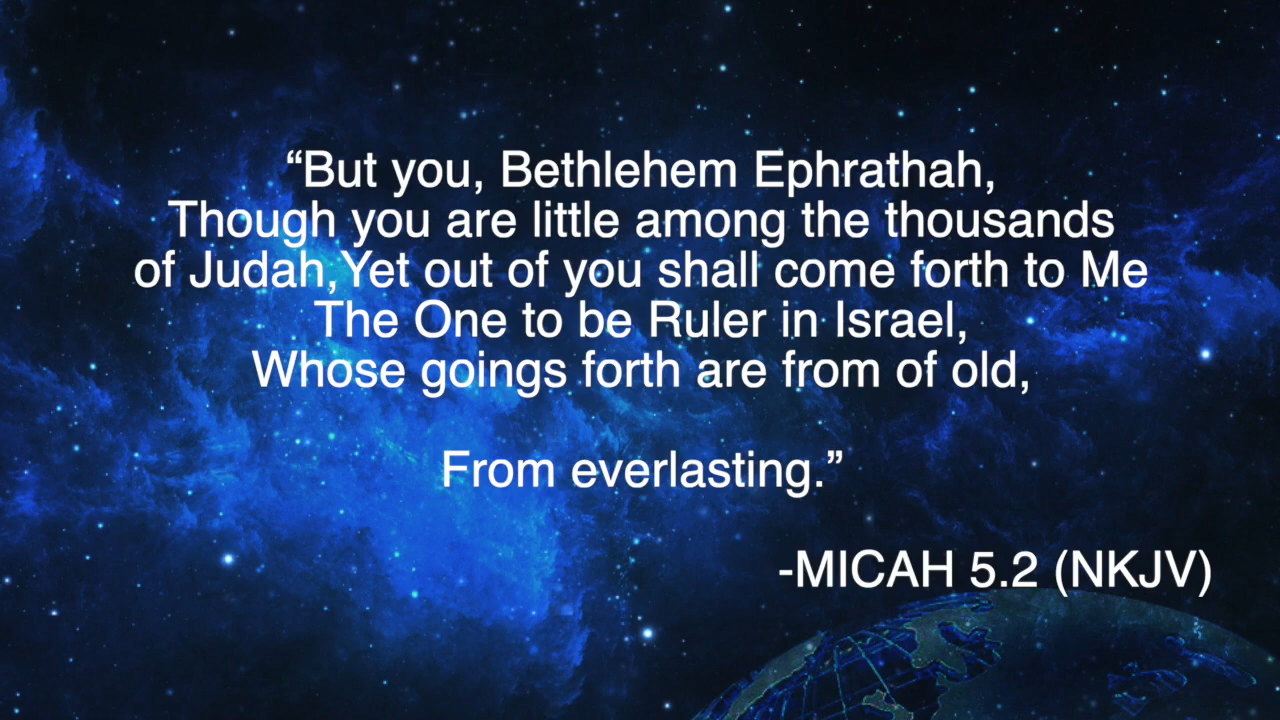 “But you, Bethlehem Ephrathah,
Though you are little among the thousands
of Judah,Yet out of you shall come forth to Me
The One to be Ruler in Israel,
Whose goings forth are from of old,
From everlasting.”
-MICAH 5.2 (NKJV)